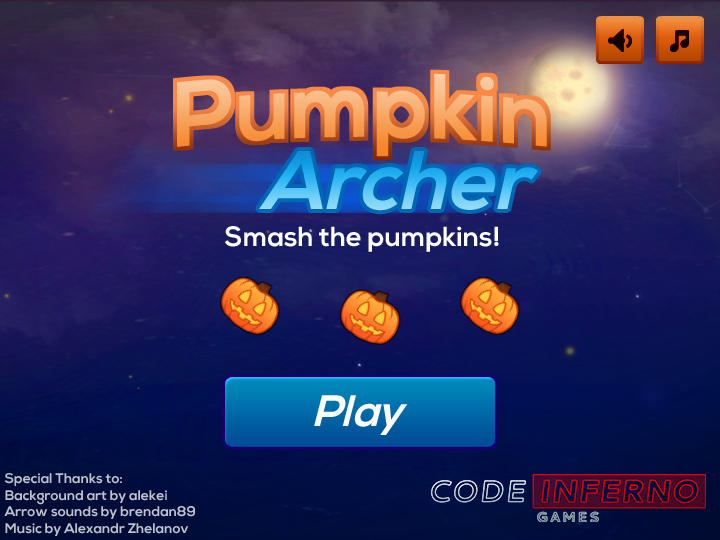 Pumpkin
Archer
Smash the pumpkins!
Play
Special Thanks to:
Background art by alekei
Arrow sounds by brendan89
Music by Alexandr Zhelanov
CODE INFERNO
GAMES